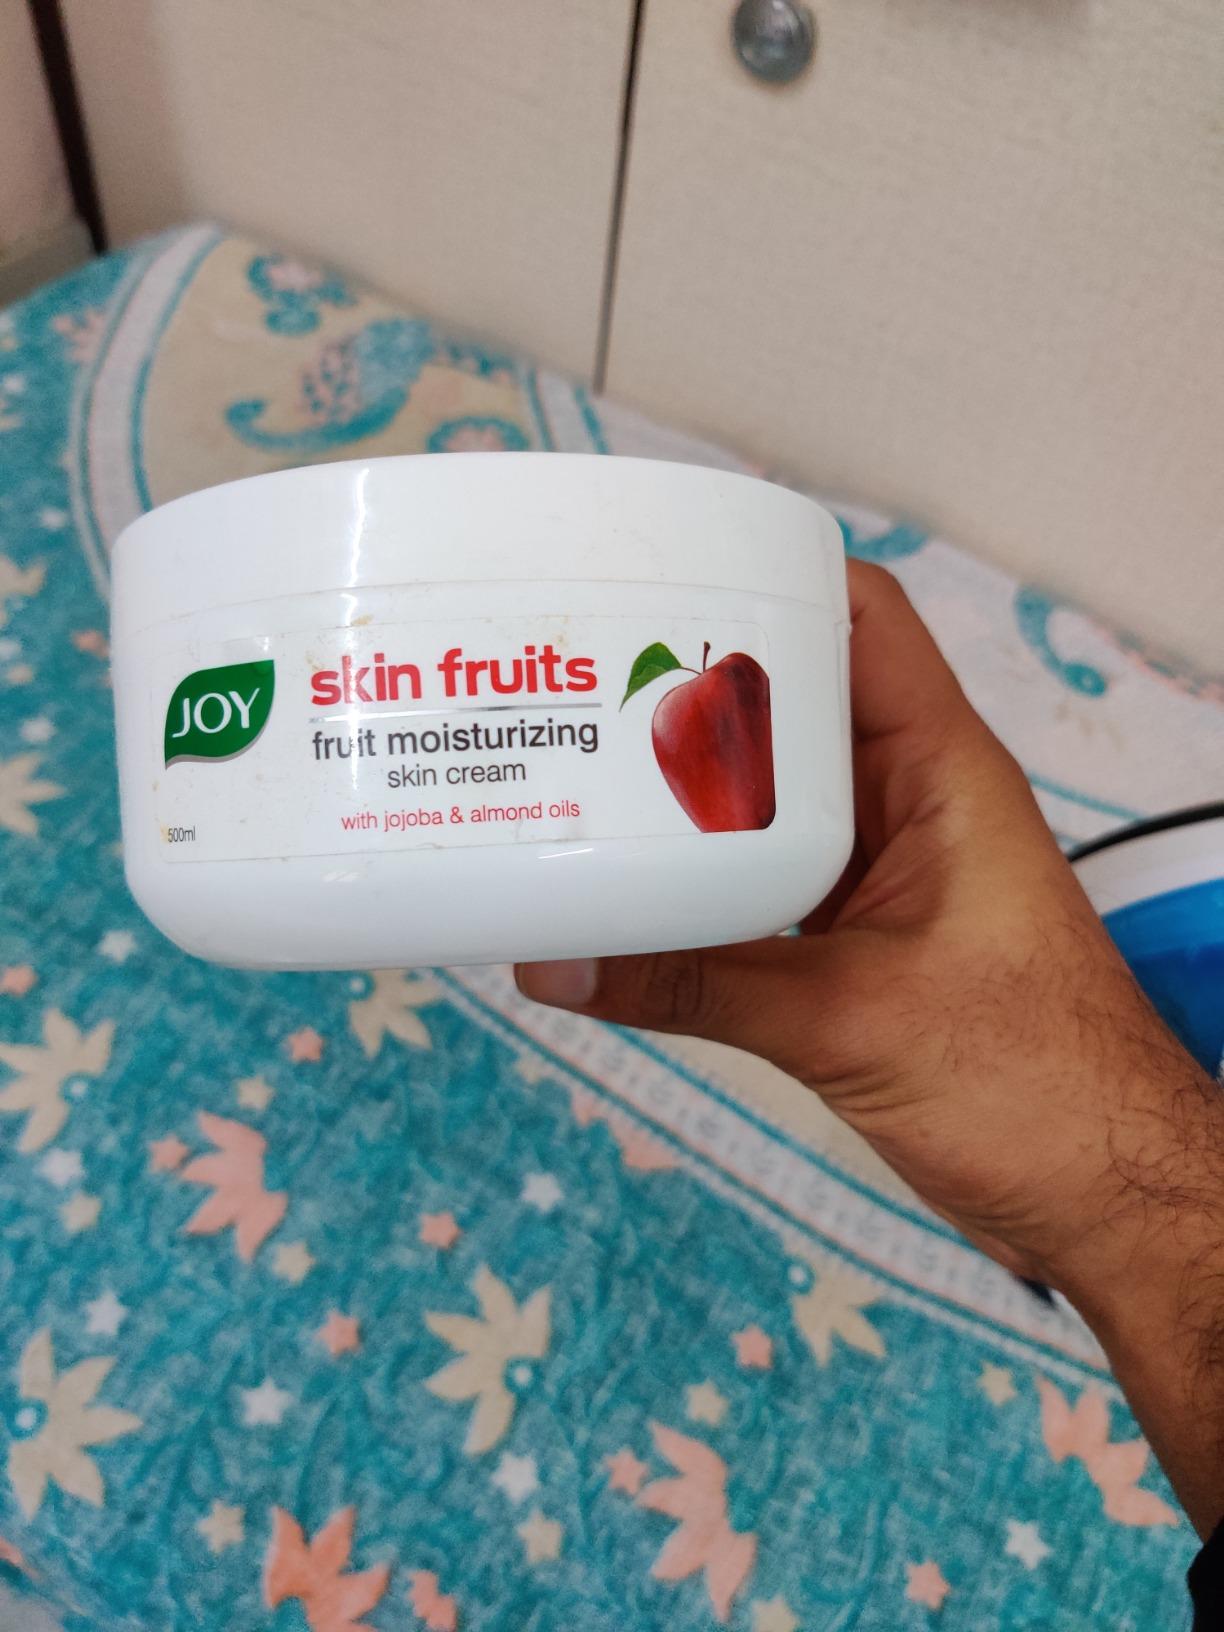 JOY
skin fruits
fruit moisturizing
skin cream
with jojoba & almond oils
500ml